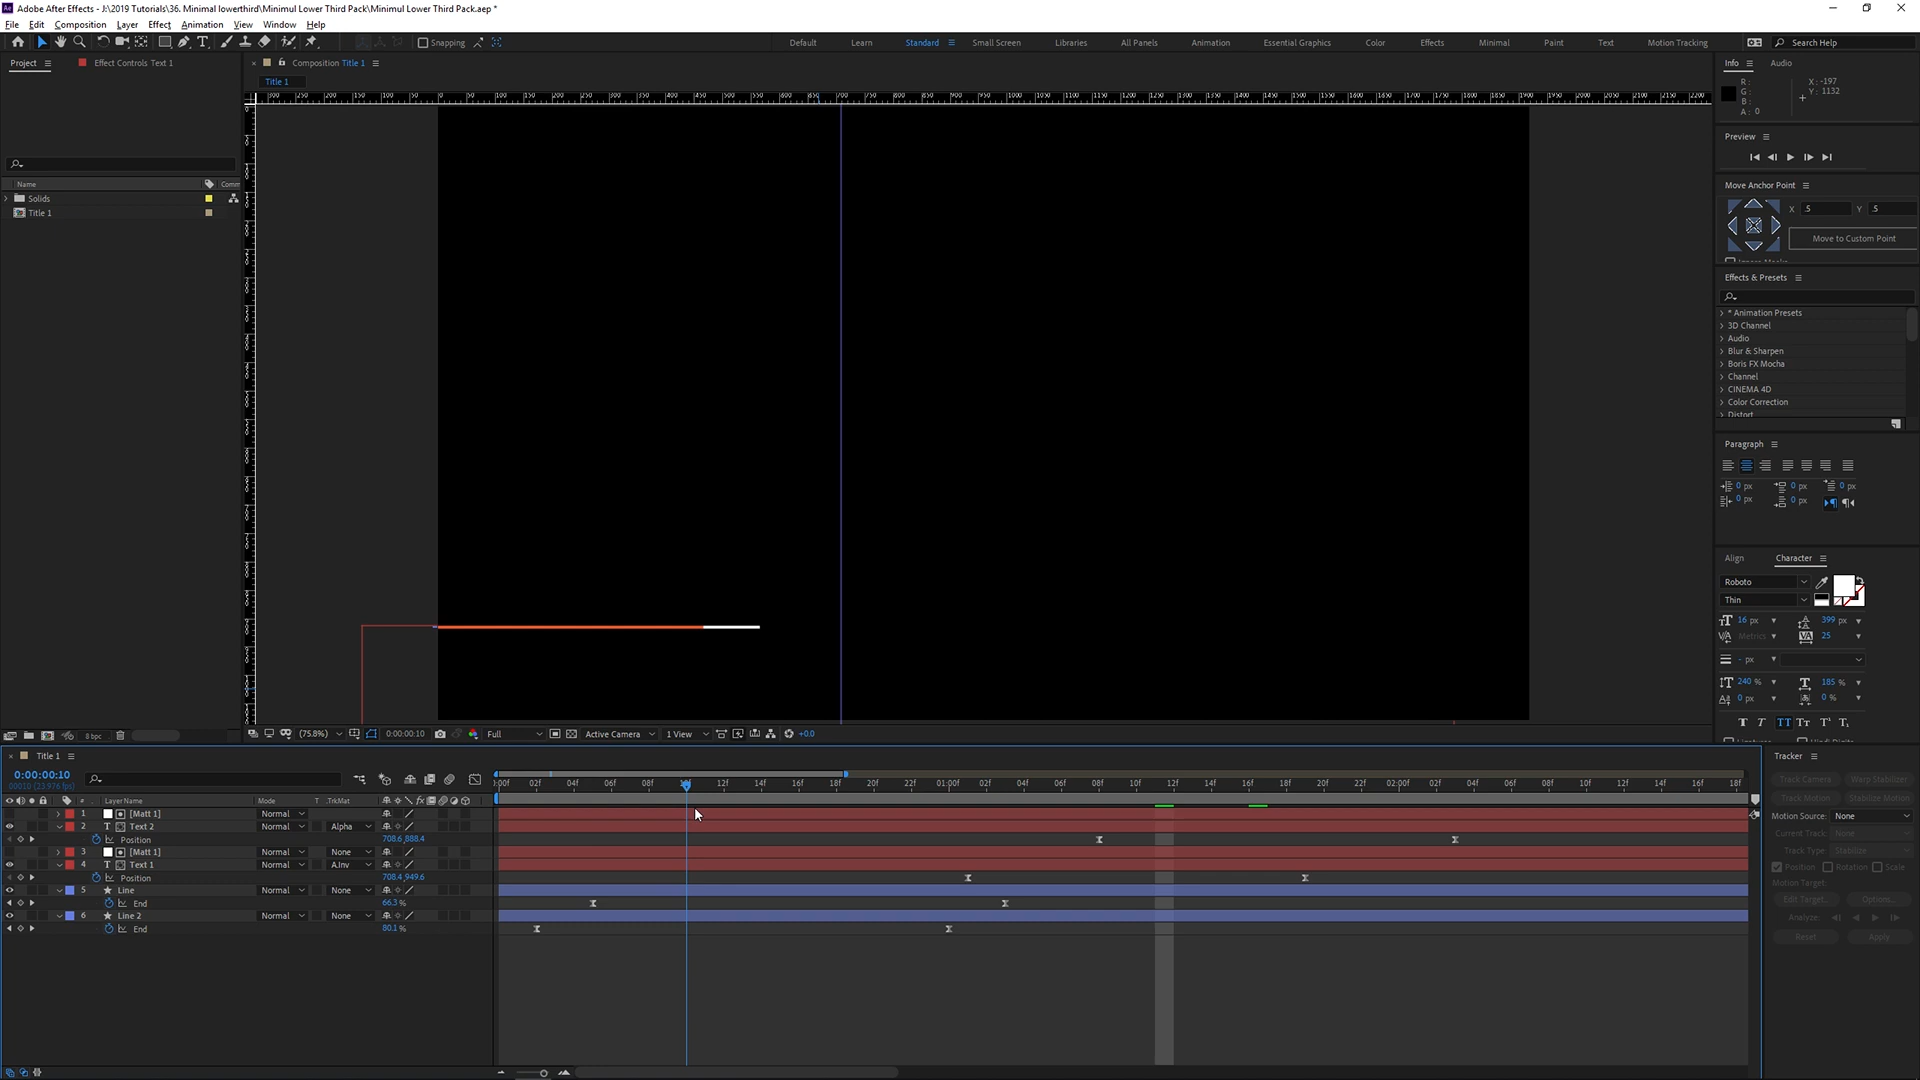 Adobe After Effects - J:\2019 Tutorials\36. Minimal lowerthird\Minimul Lower Third Pack\Minimul Lower Third Pack.aep *
File Edit Composition Layer Effect Animation View Window Help
Snapping
Default Learn Standard Small Screen Libraries All Panels Animation Essential Graphics Color Effects Minimal Paint Text Motion Tracking Search Help
Project Effect Controls Text 1 Composition Title 1 Info Audio
Title 1
R: X: -197
G: Y: 1132
B:
A: 0
Preview
Move Anchor Point
X .5 Y .5
Move to Custom Point
Name Comm
Solids
Title 1
Effects & Presets
* Animation Presets
3D Channel
Audio
Blur & Sharpen
Boris FX Mocha
Channel
CINEMA 4D
Color Correction
Distort
Paragraph
0 px 0 px 0 px
0 px 0 px
Align Character
Roboto
Thin
16 px 399 px
Metrics 25
- px
240 % 185 %
0 px 0 %
8 bpc (75.8%) 0:00:00:10 Full Active Camera 1 View +0.0
Title 1
0:00:00:10
00010 (23.976 fps)
Layer Name Mode T .TrkMat
1:00f 02f 04f 06f 08f 10f 12f 14f 16f 18f 20f 22f 01:00f 02f 04f 06f 08f 10f 12f 14f 16f 18f 20f 22f 02:00f 02f 04f 06f 08f 10f 12f 14f 16f 18f
1 [Matt 1] Normal
2 Text 2 Normal Alpha
Position 708.6,888.4
3 [Matt 1] Normal None
4 Text 1 Normal A.Inv
Position 708.4,949.6
5 Line Normal None
End 66.3 %
6 Line 2 Normal None
End 80.1 %
Tracker
Track Camera Warp Stabilizer
Track Motion Stabilize Motion
Motion Source: None
Current Track: None
Track Type: Stabilize
Position Rotation Scale
Motion Target:
Edit Target... Options...
Analyze:
Reset Apply